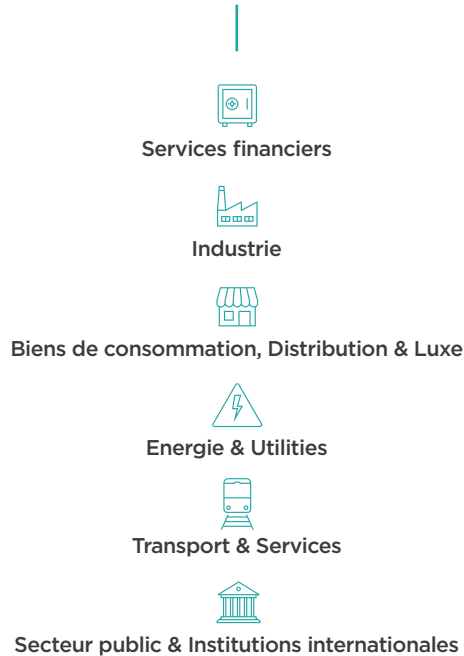 Services financiers
Industrie
Biens de consommation, Distribution & Luxe
Energie & Utilities
Transport & Services
Secteur public & Institutions internationales